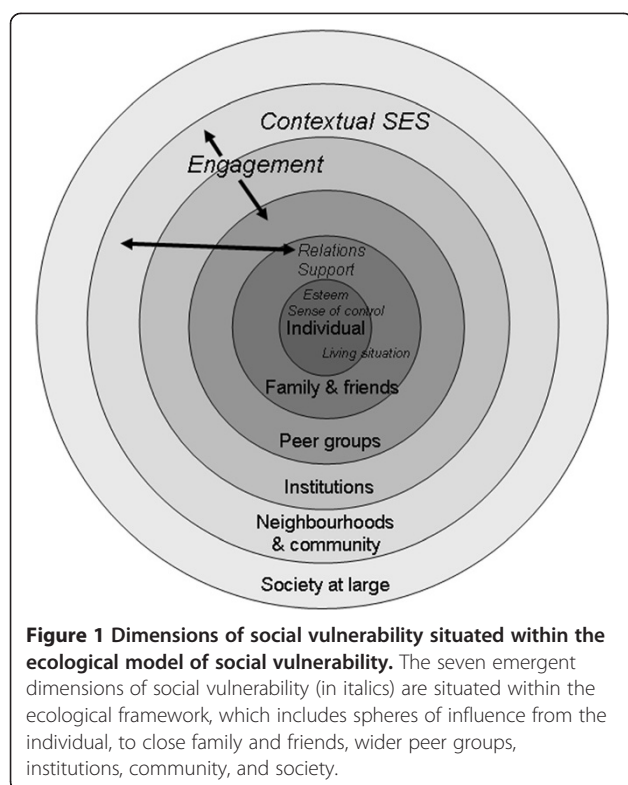 Contextual SES
Engagement
Relations
Support
Esteem
Sense of control
Individual
Living situation
Family & friends
Peer groups
Institutions
Neighbourhoods
& community
Society at large
Figure 1 Dimensions of social vulnerability situated within the
ecological model of social vulnerability. The seven emergent
dimensions of social vulnerability (in italics) are situated within the
ecological framework, which includes spheres of influence from the
individual, to close family and friends, wider peer groups,
institutions, community, and society.